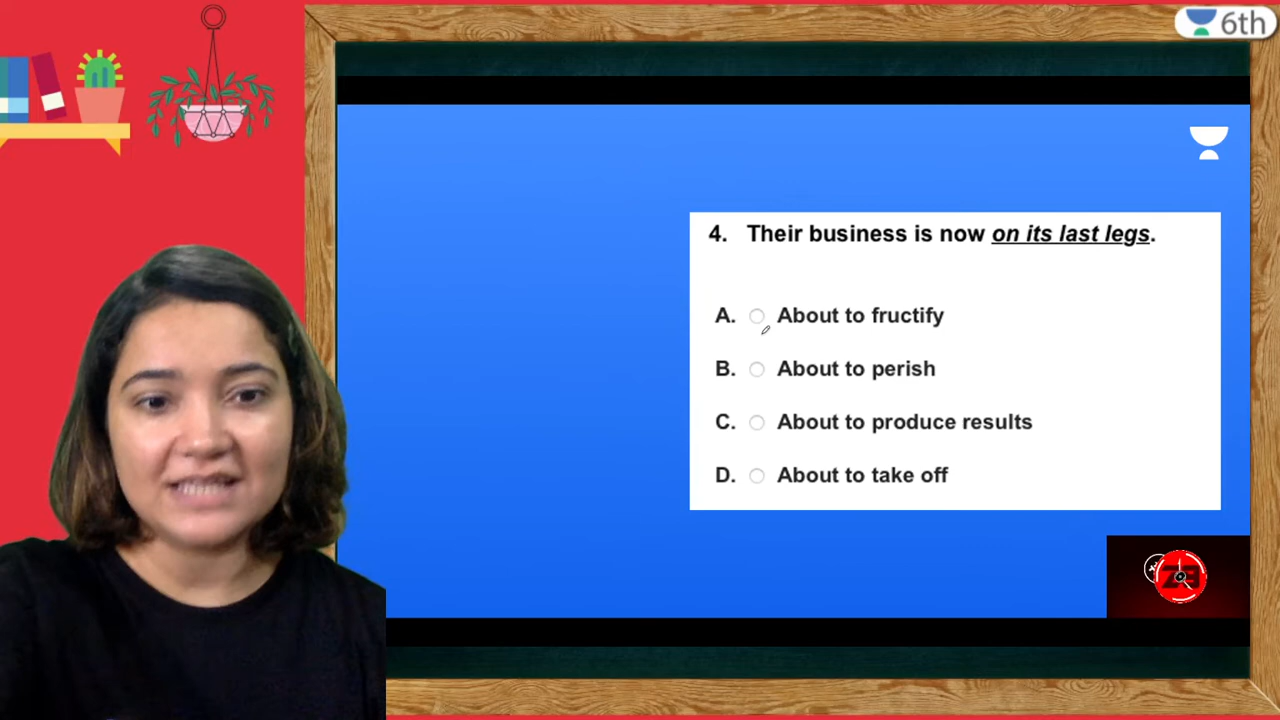 6th
4. Their business is now on its last legs.
A. About to fructify
B. About to perish
C. About to produce results
D. About to take off